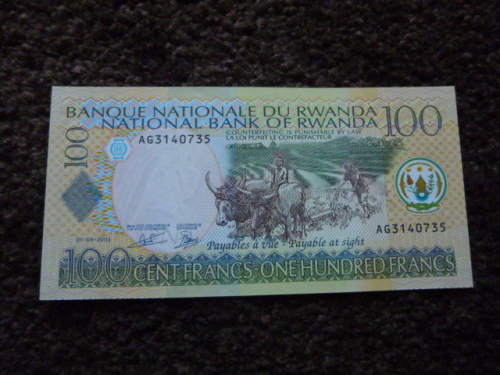 BANQUE NATIONALE DU RWANDA
NATIONAL BANK OF RWANDA
100
COUNTERFEITING IS PUNISHABLE BY LAW
LA LOI PUNIT LE CONTREFACTEUR
100
AG3140735
AG3140735
Payables à vue - Payable at sight
100 CENT FRANCS - ONE HUNDRED FRANCS